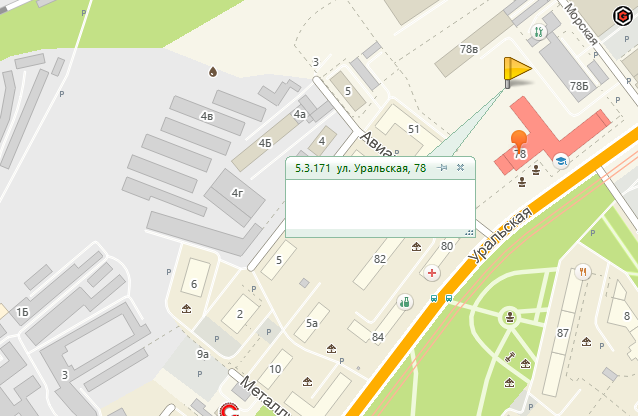 Морская
78в
78Б
3
5
4в
4а
4Б
4
51
Авиа
78
5.3.171 ул. Уральская, 78
4г
Уральская
80
5
82
6
1Б
2
5а
84
8
87
9а
10
3
Металл
P
P
P
P
P
P
P
P
P